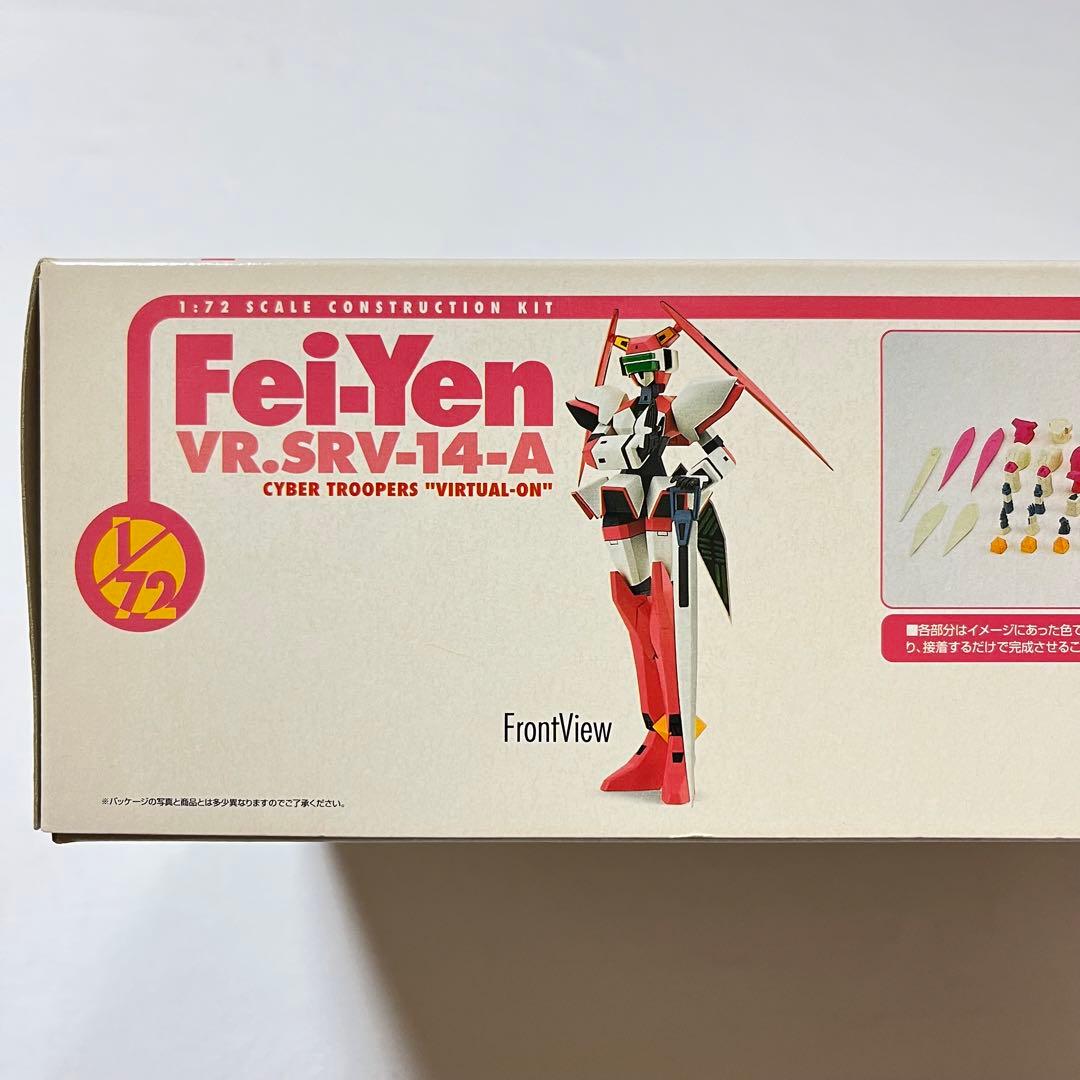 1:72 SCALE CONSTRUCTION KIT
Fei-Yen
VR.SRV-14-A
CYBER TROOPERS "VIRTUAL-ON"
1/72
FrontView
■各部分はイメージにあった色で
り、接着するだけで完成させるこ
※パッケージの写真と商品とは多少異なりますのでご了承ください。